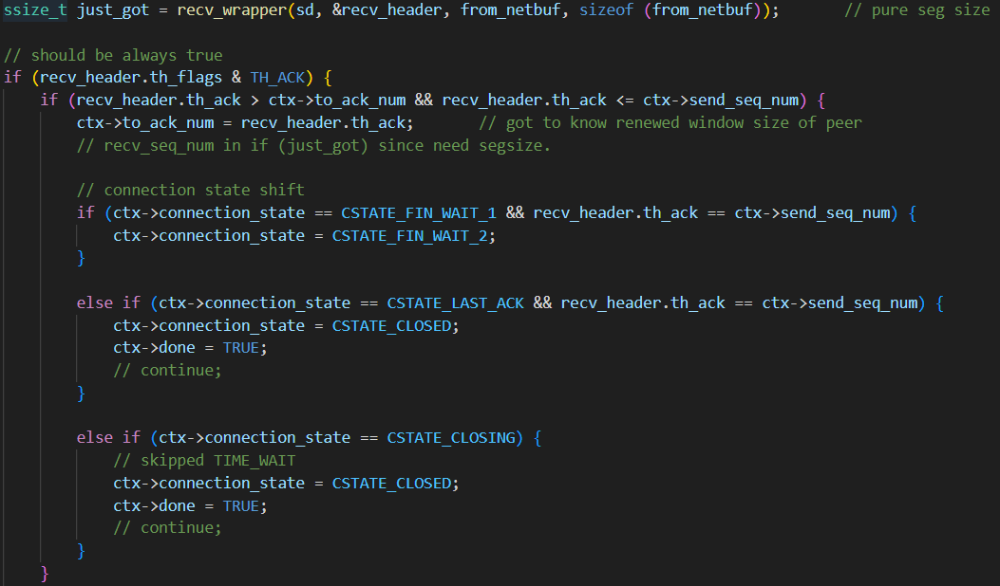 ssize_t just_got = recv_wrapper(sd, &recv_header, from_netbuf, sizeof (from_netbuf));       // pure seg size
// should be always true
if (recv_header.th_flags & TH_ACK) {
    if (recv_header.th_ack > ctx->to_ack_num && recv_header.th_ack <= ctx->send_seq_num) {
        ctx->to_ack_num = recv_header.th_ack;       // got to know renewed window size of peer
        // recv_seq_num in if (just_got) since need segsize.
        // connection state shift
        if (ctx->connection_state == CSTATE_FIN_WAIT_1 && recv_header.th_ack == ctx->send_seq_num) {
            ctx->connection_state = CSTATE_FIN_WAIT_2;
        }
        else if (ctx->connection_state == CSTATE_LAST_ACK && recv_header.th_ack == ctx->send_seq_num) {
            ctx->connection_state = CSTATE_CLOSED;
            ctx->done = TRUE;
            // continue;
        }
        else if (ctx->connection_state == CSTATE_CLOSING) {
            // skipped TIME_WAIT
            ctx->connection_state = CSTATE_CLOSED;
            ctx->done = TRUE;
            // continue;
        }
    }